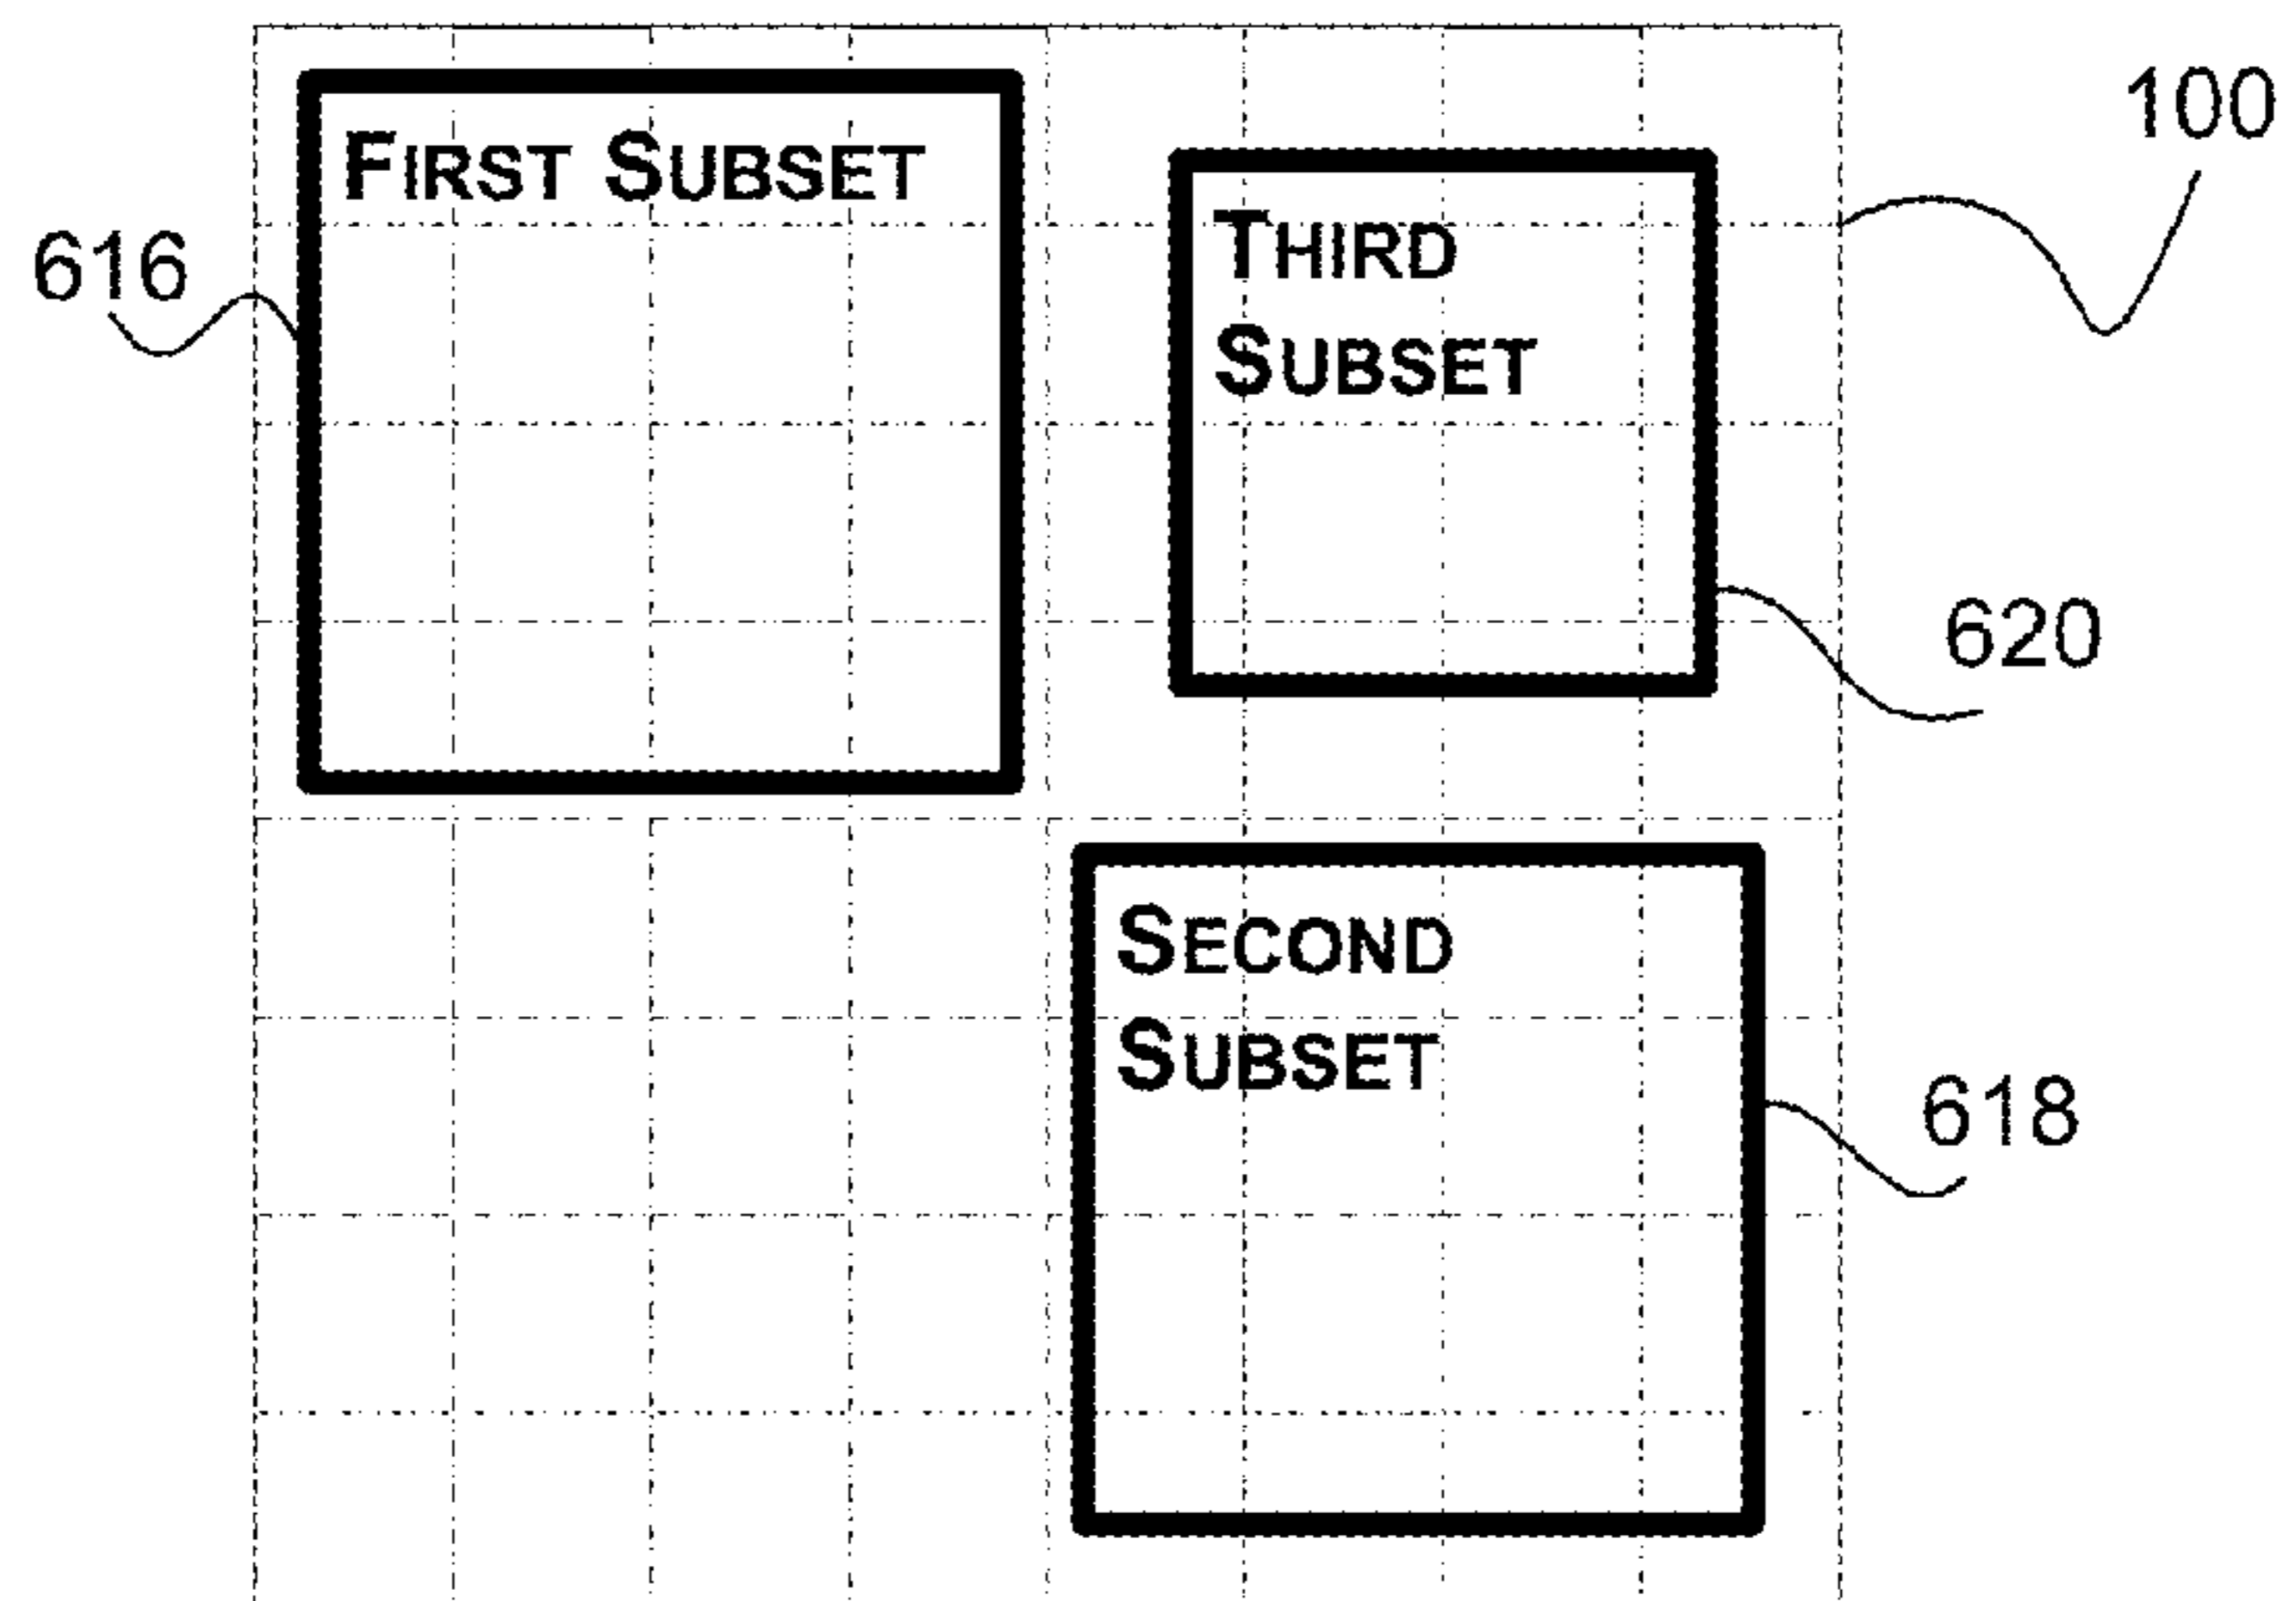 100
FIRST SUBSET
THIRD
SUBSET
616
620
SECOND
SUBSET
618